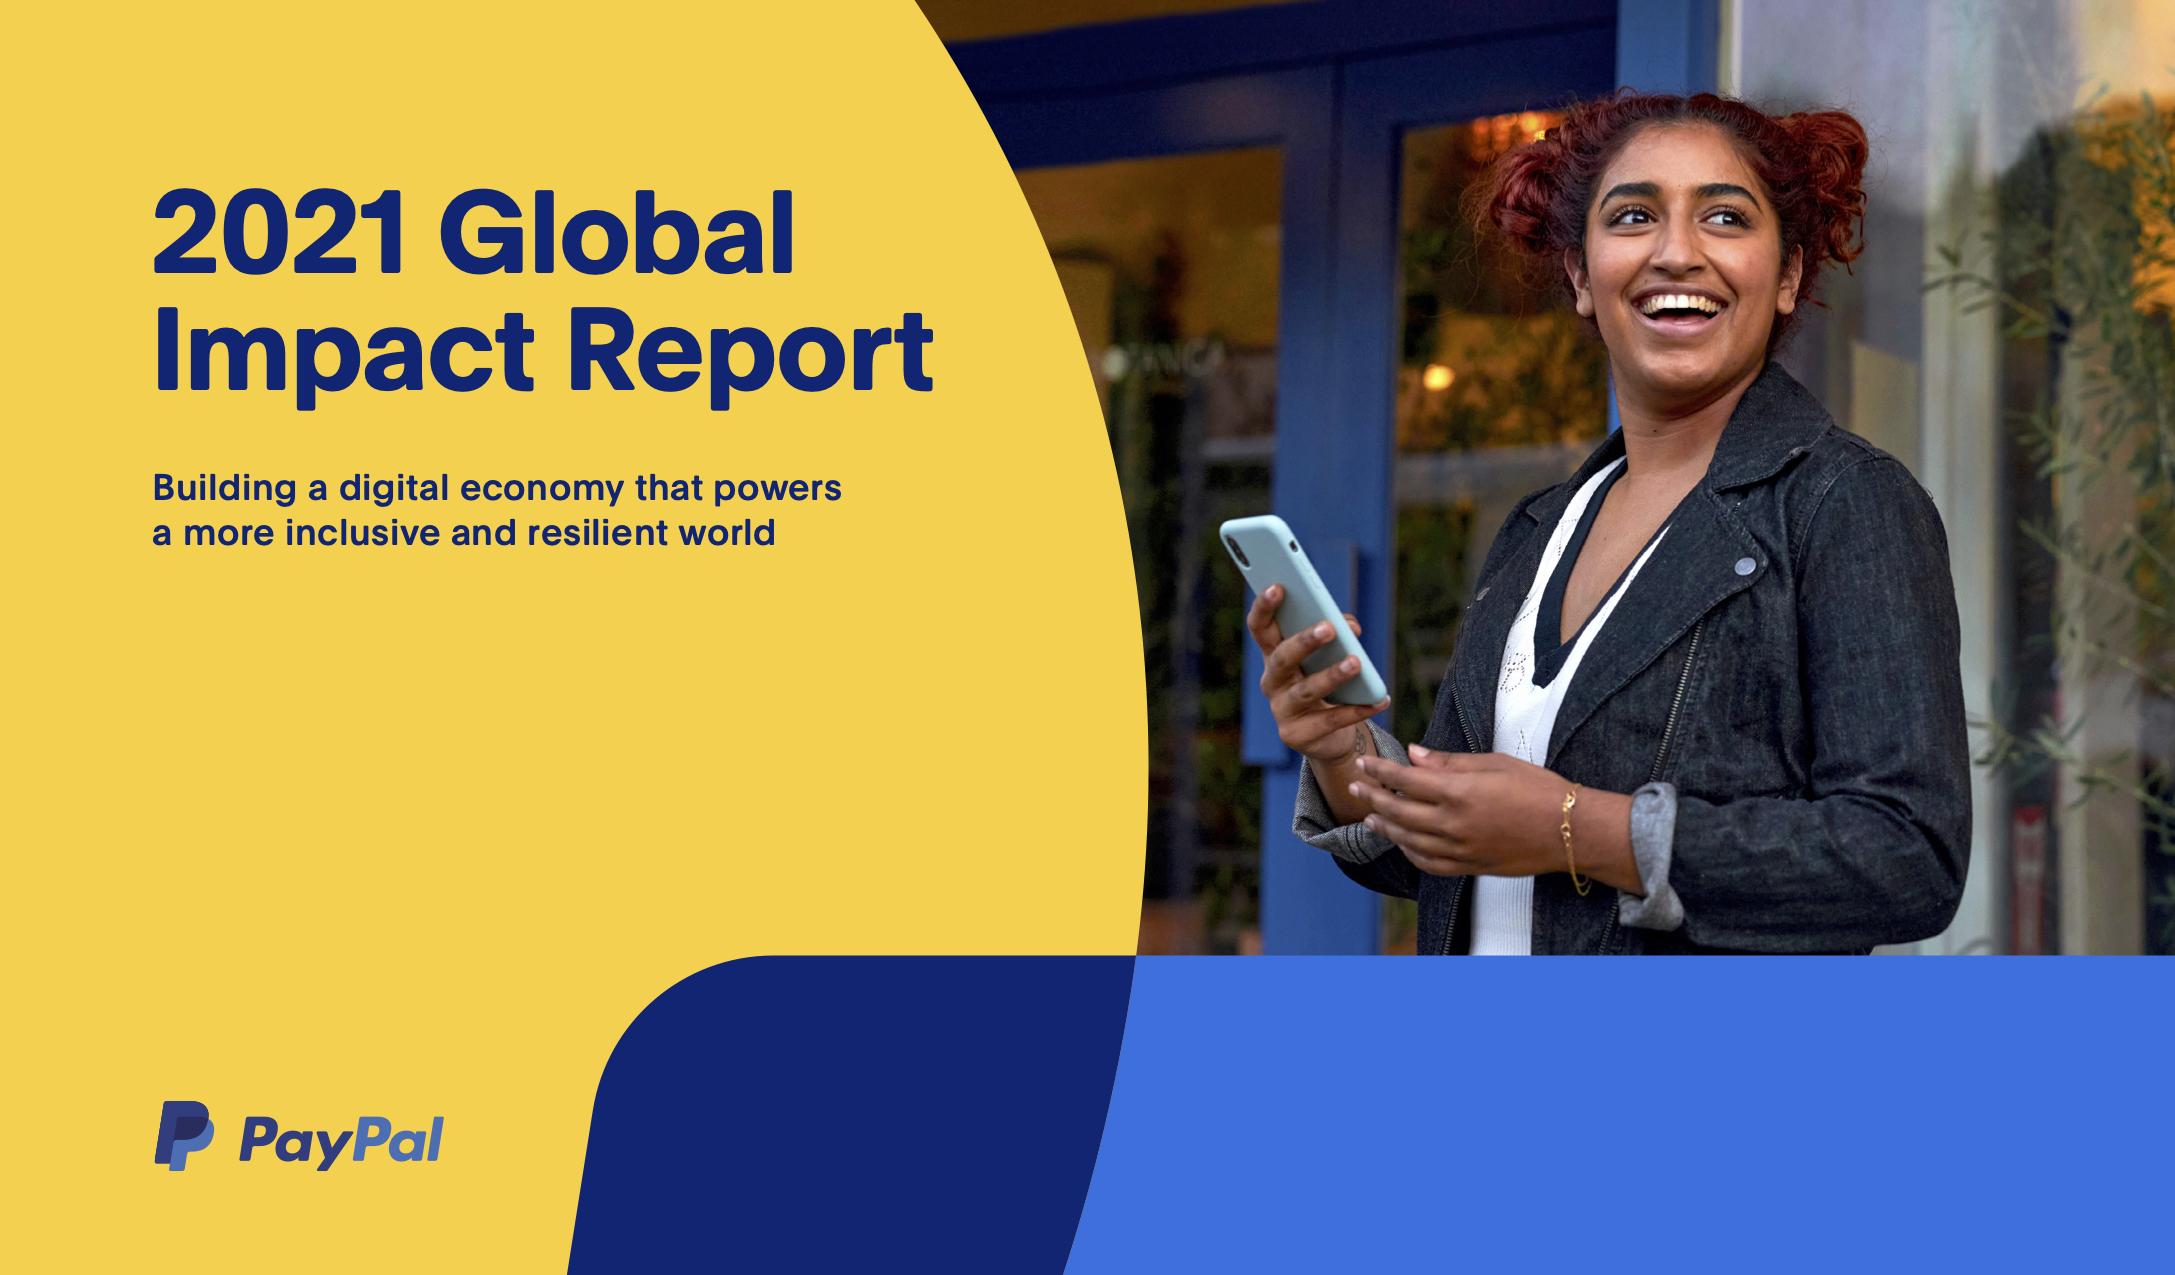 2021 Global
Impact Report
Building a digital economy that powers
a more inclusive and resilient world
PayPal